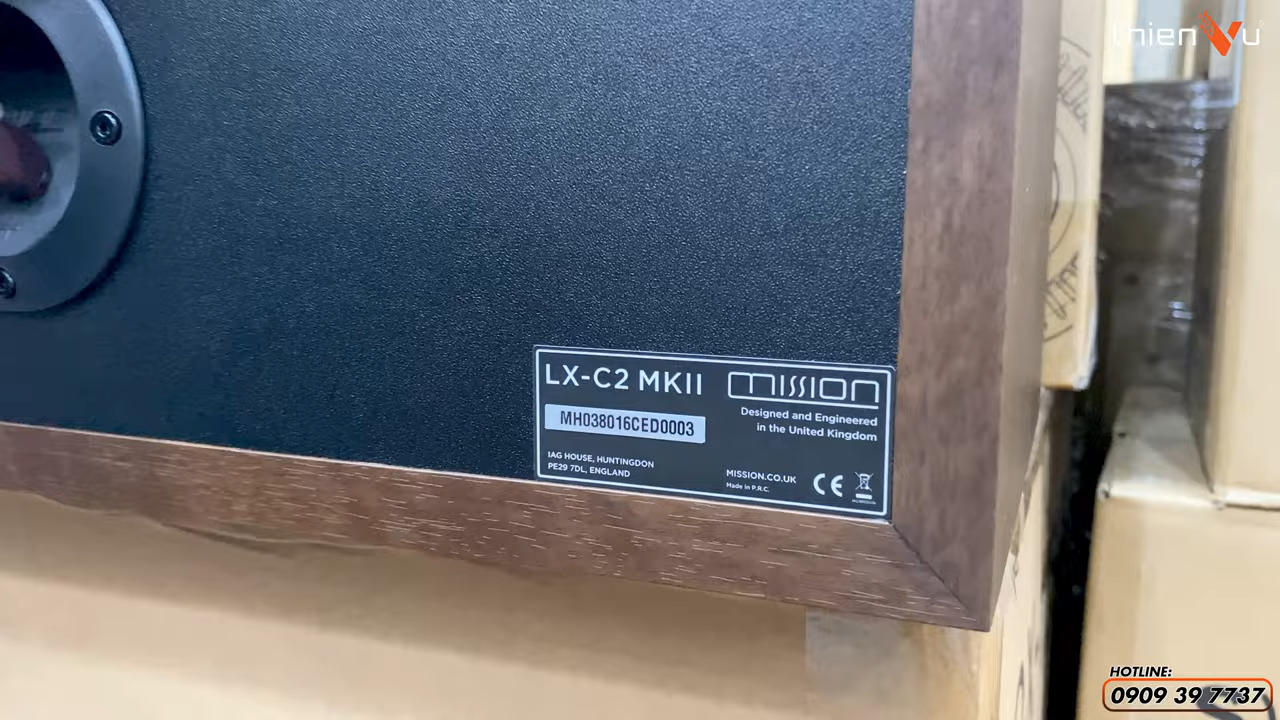 thienVu
LX-C2 MKII
mission
MH038016CED0003
Designed and Engineered
in the United Kingdom
IAG HOUSE, HUNTINGDON
PE29 7DL, ENGLAND
MISSION.CO.UK
Made in P.R.C.
CE
HOTLINE:
0909 39 7737